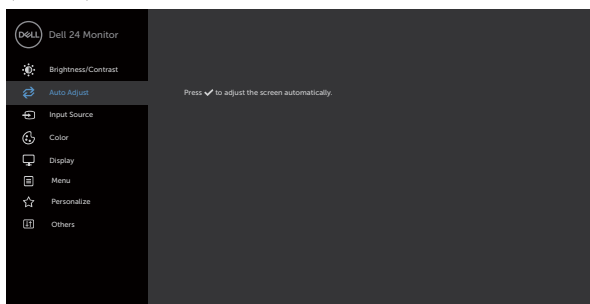 DELL
Dell 24 Monitor
Brightness/Contrast
Auto Adjust
Press ✓ to adjust the screen automatically.
Input Source
Color
Display
Menu
Personalize
Others